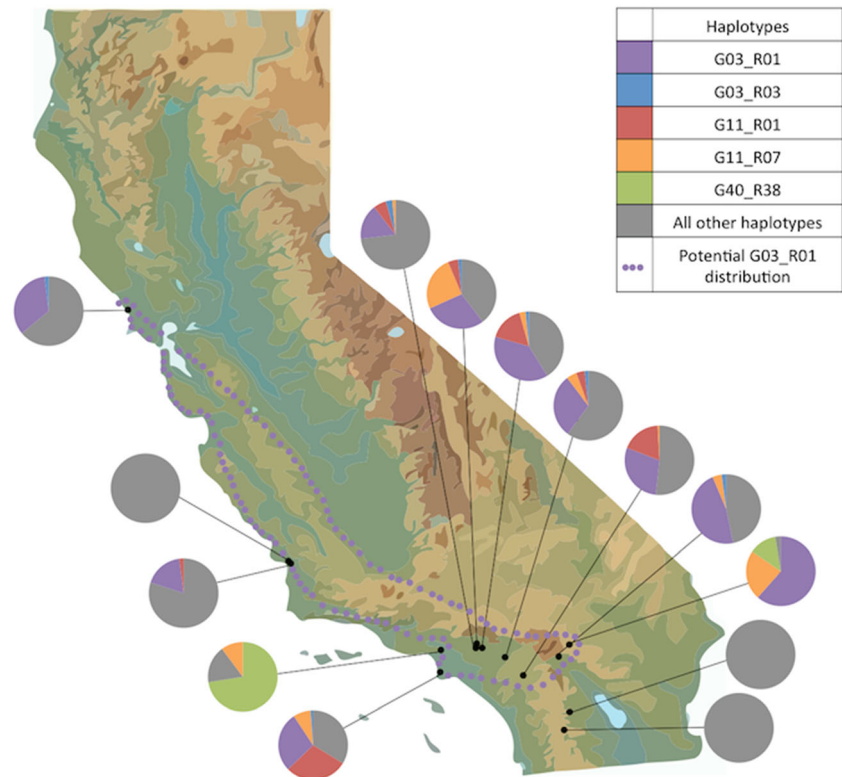 Haplotypes
G03_R01
G03_R03
G11_R01
G11_R07
G40_R38
All other haplotypes
Potential G03_R01
distribution